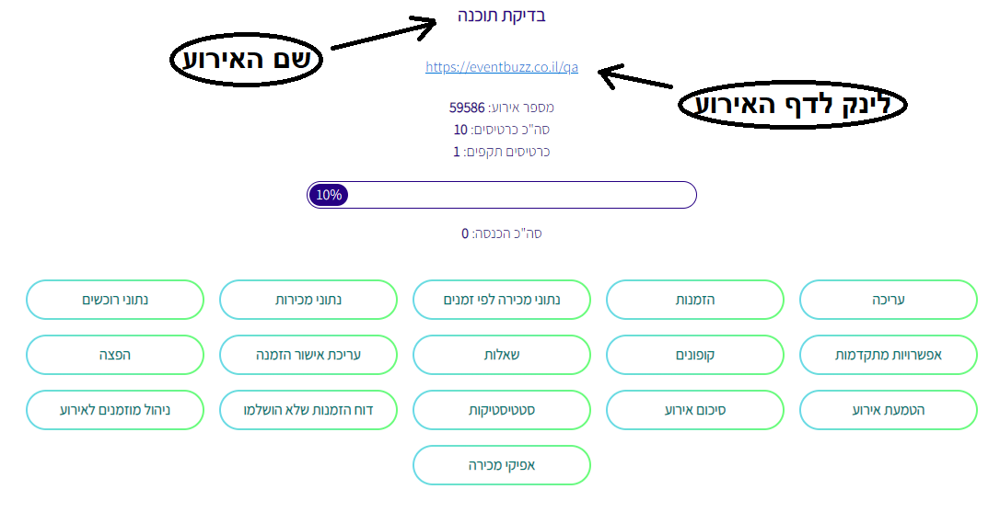 בדיקת תוכנה
שם האירוע
https://eventbuzz.co.il/qa
לינק לדף האירוע
מספר אירוע: 59586
סה"כ כרטיסים: 10
כרטיסים תקפים: 1
10%
סה"כ הכנסה: 0
עריכה
הזמנות
נתוני מכירה לפי זמנים
נתוני מכירות
נתוני רוכשים
אפשרויות מתקדמות
קופונים
שאלות
עריכת אישור הזמנה
הפצה
הטמעת אירוע
סיכום אירוע
סטטיסטיקות
דוח הזמנות שלא הושלמו
ניהול מוזמנים לאירוע
אפיקי מכירה